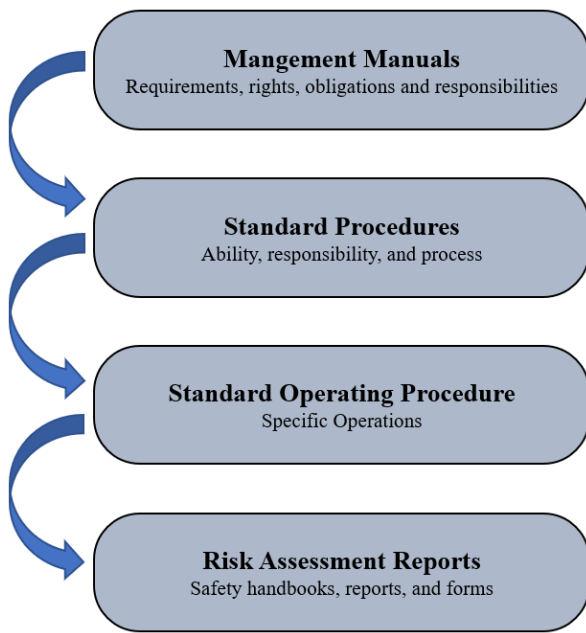 Mangement Manuals
Requirements, rights, obligations and responsibilities
Standard Procedures
Ability, responsibility, and process
Standard Operating Procedure
Specific Operations
Risk Assessment Reports
Safety handbooks, reports, and forms